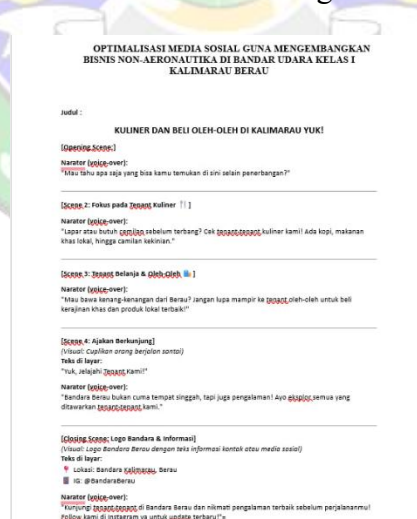 OPTIMALISASI MEDIA SOSIAL GUNA MENGEMBANGKAN
BISNIS NON-AERONAUTIKA DI BANDAR UDARA KELAS I
KALIMARAU BERAU
Judul :
KULINER DAN BELI OLEH-OLEH DI KALIMARAU YUK!
[Opening Scene:]
Narator (voice-over):
"Mau tahu apa saja yang bisa kamu temukan di sini selain penerbangan?"
[Scene 2: Fokus pada Tenant Kuliner 🍴]
Narator (voice-over):
"Lapar atau butuh cemilan sebelum terbang? Cek tenant-tenant kuliner kami! Ada kopi, makanan
khas lokal, hingga camilan kekinian."
[Scene 3: Tenant Belanja & Oleh-Oleh 🛍️]
Narator (voice-over):
"Mau bawa kenang-kenangan dari Berau? Jangan lupa mampir ke tenant oleh-oleh untuk beli
kerajinan khas dan produk lokal terbaik!"
[Scene 4: Ajakan Berkunjung]
(Visual: Cuplikan orang berjalan santai)
Teks di layar:
"Yuk, Jelajahi Tenant Kami!"
Narator (voice-over):
"Bandara Berau bukan cuma tempat singgah, tapi juga pengalaman! Ayo eksplor semua yang
ditawarkan tenant-tenant kami."
[Closing Scene: Logo Bandara & Informasi]
(Visual: Logo Bandara Berau dengan teks informasi kontak atau media sosial)
Teks di layar:
📍 Lokasi: Bandara Kalimarau, Berau
📱 IG: @BandaraBerau
Narator (voice-over):
"Kunjungi tenant-tenant di Bandara Berau dan nikmati pengalaman terbaik sebelum perjalananmu!
Follow kami di Instagram ya untuk update terbaru!"=